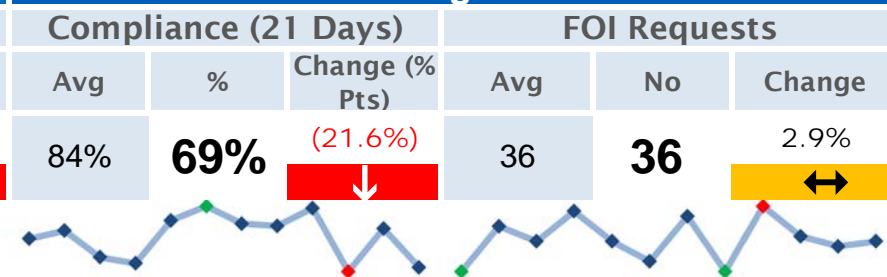 Compliance (21 Days) FOI Requests
Avg % Change (% Pts) Avg No Change
84% 69% (21.6%) 36 36 2.9%